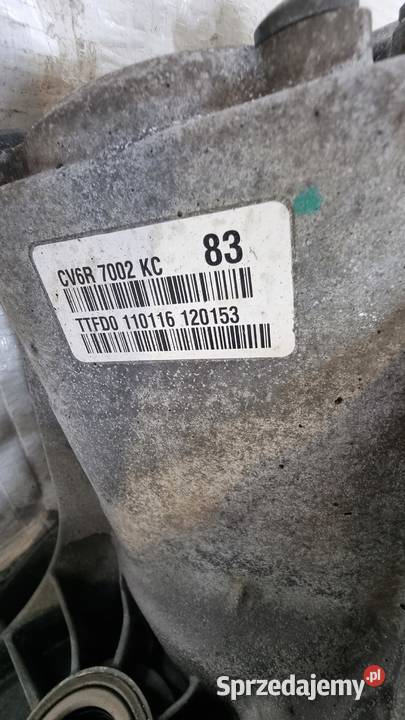 CV6R 7002 KC 83
TTFD0 110116 120153
Sprzedajemy.pl